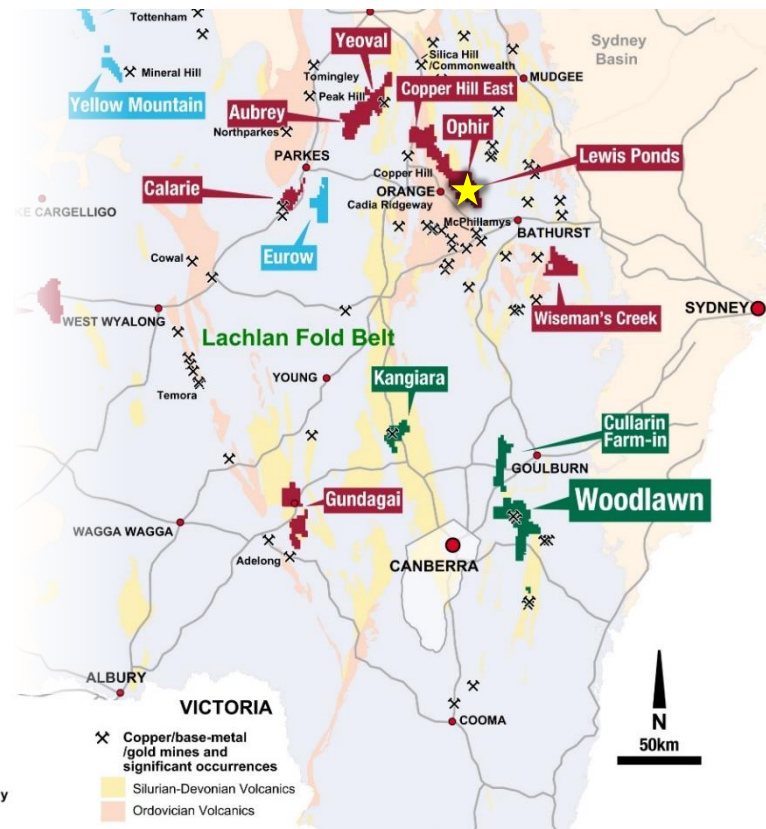 Tottenham
Yeoval
Silica Hill
/Commonwealth
Sydney
Basin
Mineral Hill
Tomingley
MUDGEE
Yellow Mountain
Peak Hill
Copper Hill East
Aubrey
Ophir
Northparkes
PARKES
Lewis Ponds
Copper Hill
Calarie
ORANGE
Cadia Ridgeway
KE CARGELLIGO
McPhillamys
BATHURST
Eurow
Cowal
SYDNEY
WEST WYALONG
Wiseman's Creek
Lachlan Fold Belt
YOUNG
Kangiara
Temora
Cullarin
Farm-in
GOULBURN
Gundagai
Woodlawn
WAGGA WAGGA
Adelong
CANBERRA
ALBURY
VICTORIA
COOMA
N
50km
Copper/base-metal
/gold mines and
significant occurrences
Silurian-Devonian Volcanics
Ordovician Volcanics
y